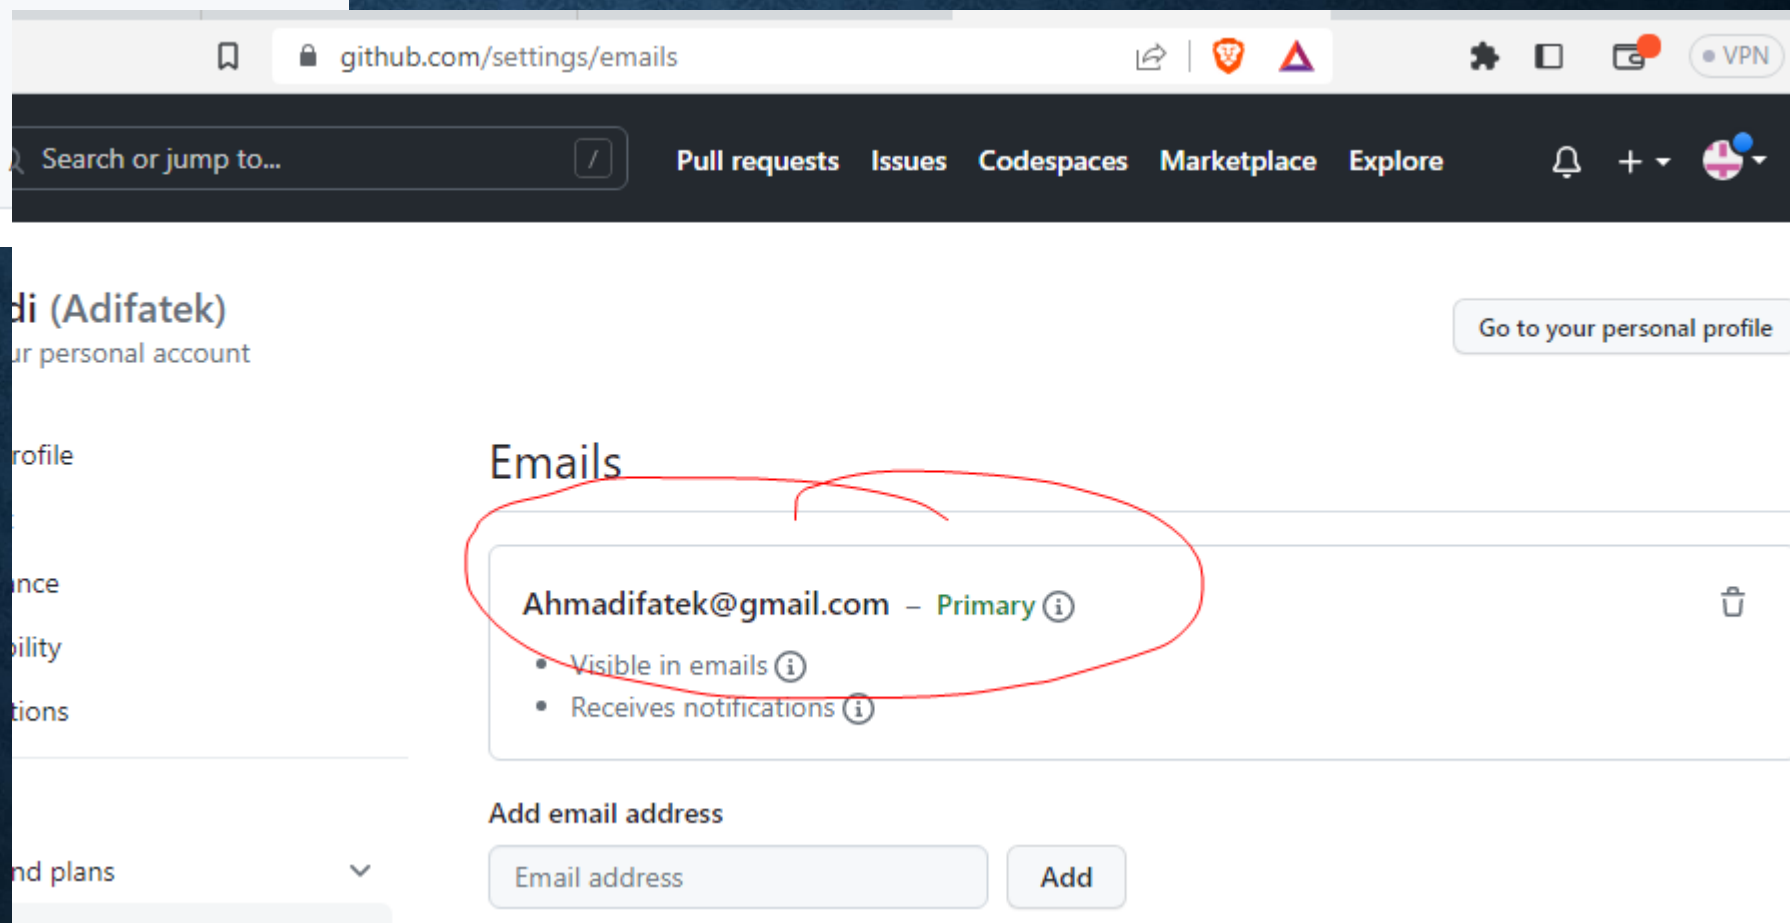 github.com/settings/emails
VPN
Search or jump to...
/
Pull requests Issues Codespaces Marketplace Explore
di (Adifatek)
ur personal account
Go to your personal profile
rofile
ance
bility
tions
nd plans
Emails
Ahmadifatek@gmail.com – Primary
Visible in emails
Receives notifications
Add email address
Email address
Add